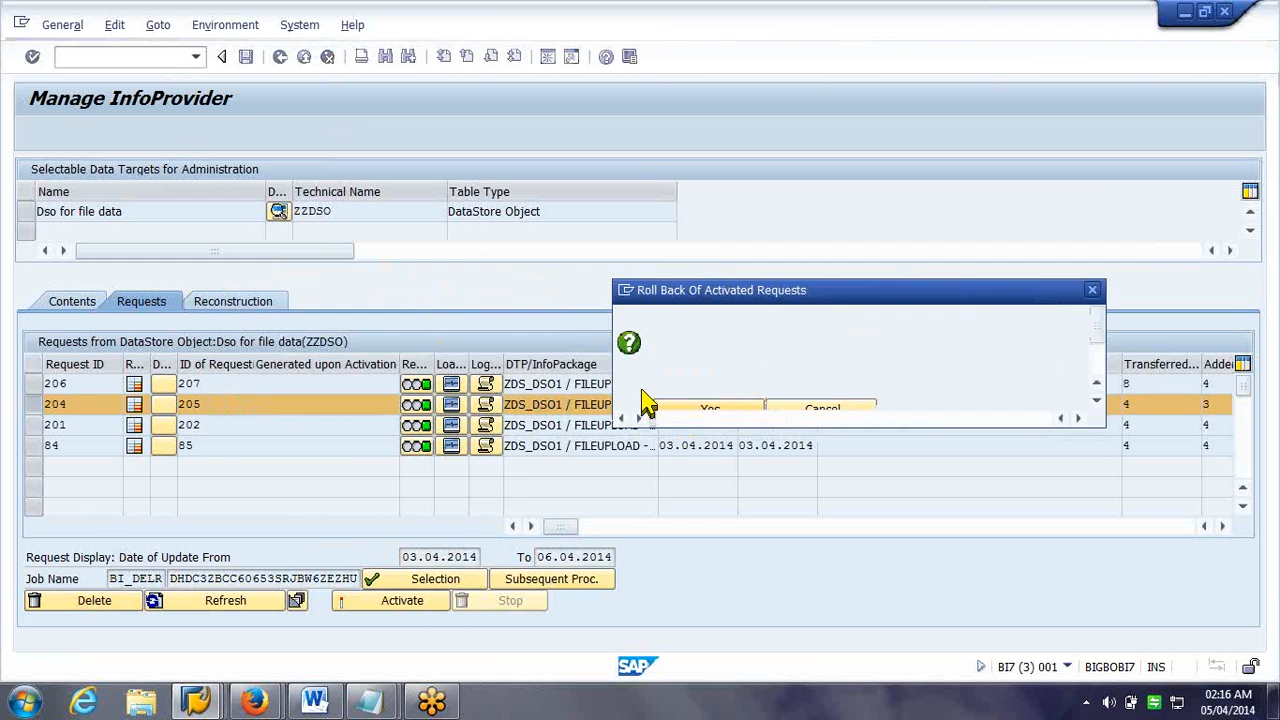 General Edit Goto Environment System Help
Manage InfoProvider
Selectable Data Targets for Administration
Name D... Technical Name Table Type
Dso for file data ZZDSO DataStore Object
Contents Requests Reconstruction
Roll Back Of Activated Requests
Requests from DataStore Object:Dso for file data(ZZDSO)
Request ID R... D... ID of Request Generated upon Activation Re... Loa... Log... DTP/InfoPackage Transferred... Adde
206 207 ZDS_DSO1 / FILEUP 8 4
204 205 ZDS_DSO1 / FILEUP 4 3
Yes Cancel
201 202 ZDS_DSO1 / FILEUP 4 4
84 85 ZDS_DSO1 / FILEUPLOAD -... 03.04.2014 03.04.2014 4 4
Request Display: Date of Update From 03.04.2014 To 06.04.2014
Job Name BI_DELR DHDC3ZBCC60653SRJBW6ZEZHU Selection Subsequent Proc.
Delete Refresh Activate Stop
SAP BI7 (3) 001 BIGBOBI7 INS
02:16 AM
05/04/2014